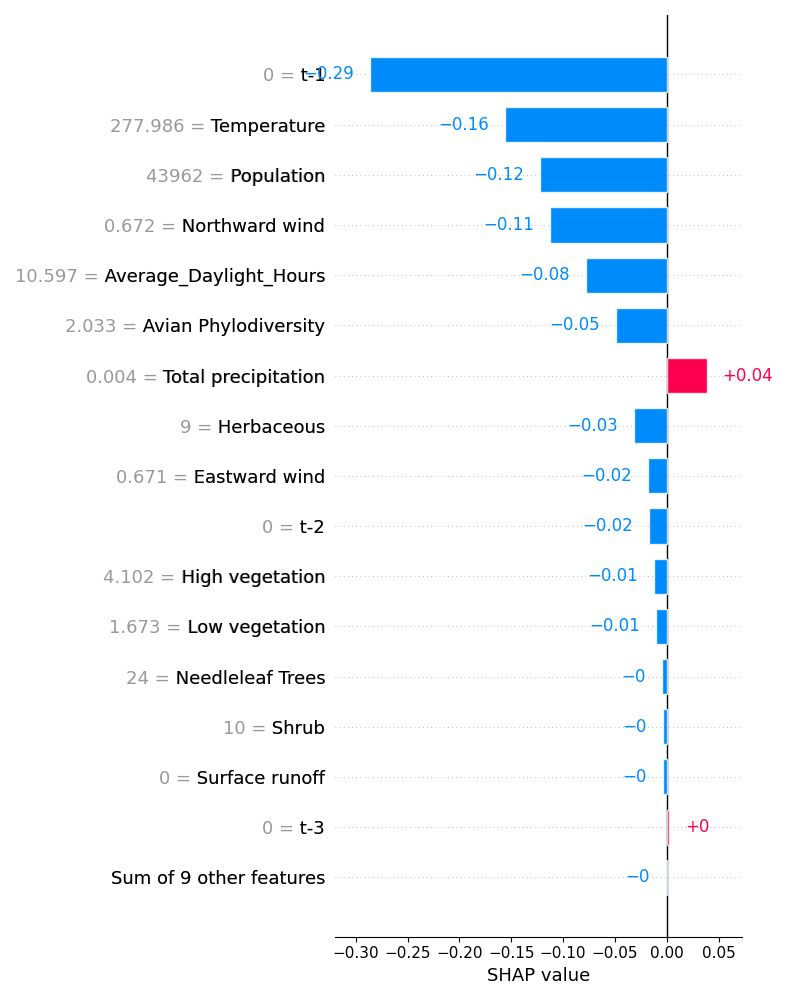 0 = t-1 −0.29
277.986 = Temperature −0.16
43962 = Population −0.12
0.672 = Northward wind −0.11
10.597 = Average_Daylight_Hours −0.08
2.033 = Avian Phylodiversity −0.05
0.004 = Total precipitation +0.04
9 = Herbaceous −0.03
0.671 = Eastward wind −0.02
0 = t-2 −0.02
4.102 = High vegetation −0.01
1.673 = Low vegetation −0.01
24 = Needleleaf Trees −0
10 = Shrub −0
0 = Surface runoff −0
0 = t-3 +0
Sum of 9 other features −0
−0.30 −0.25 −0.20 −0.15 −0.10 −0.05 0.00 0.05
SHAP value